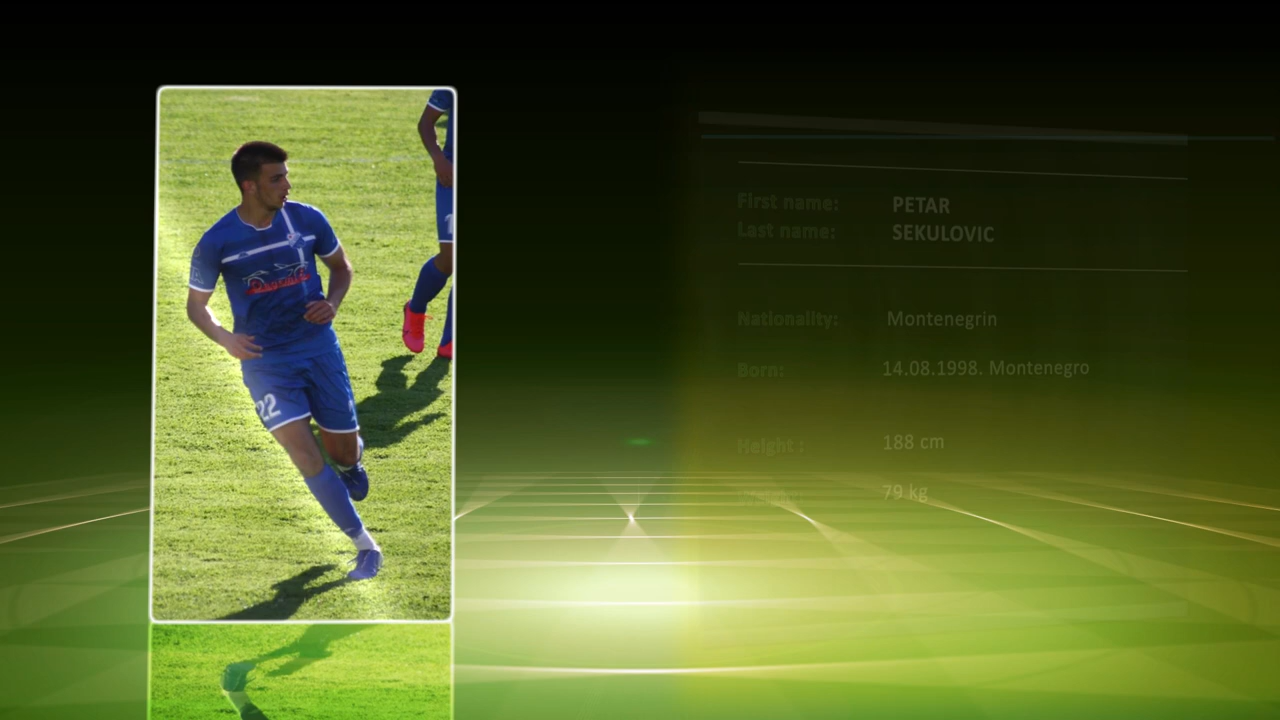 First name: PETAR
Last name: SEKULOVIC
Nationality: Montenegrin
Born: 14.08.1998. Montenegro
Height : 188 cm
79 kg
22